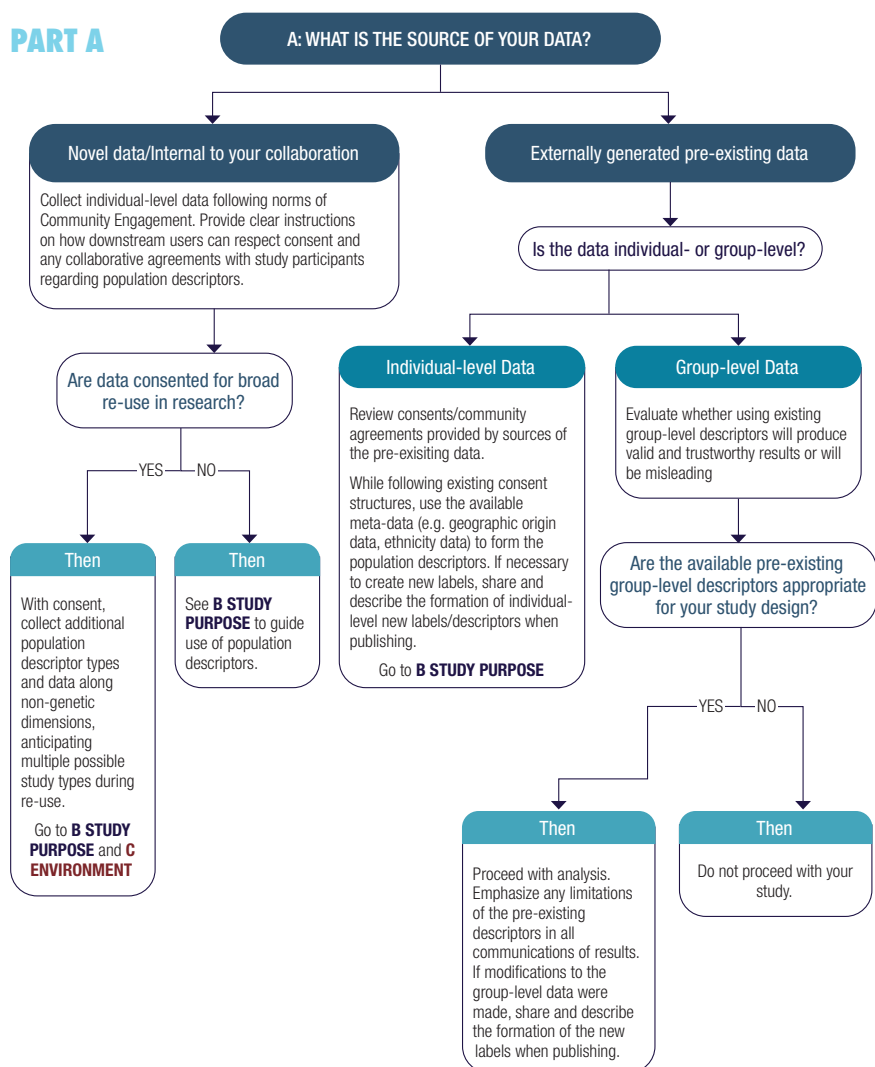 PART A
A: WHAT IS THE SOURCE OF YOUR DATA?
Novel data/Internal to your collaboration
Collect individual-level data following norms of
Community Engagement. Provide clear instructions
on how downstream users can respect consent and
any collaborative agreements with study participants
regarding population descriptors.
Are data consented for broad
re-use in research?
YES
NO
Then
With consent,
collect additional
population
descriptor types
and data along
non-genetic
dimensions,
anticipating
multiple possible
study types during
re-use.
Go to B STUDY
PURPOSE and C
ENVIRONMENT
Then
See B STUDY
PURPOSE to guide
use of population
descriptors.
Externally generated pre-existing data
Is the data individual- or group-level?
Individual-level Data
Review consents/community
agreements provided by sources of
the pre-exisiting data.
While following existing consent
structures, use the available
meta-data (e.g. geographic origin
data, ethnicity data) to form the
population descriptors. If necessary
to create new labels, share and
describe the formation of individual-
level new labels/descriptors when
publishing.
Go to B STUDY PURPOSE
Group-level Data
Evaluate whether using existing
group-level descriptors will produce
valid and trustworthy results or will
be misleading
Are the available pre-existing
group-level descriptors appropriate
for your study design?
YES
NO
Then
Proceed with analysis.
Emphasize any limitations
of the pre-existing
descriptors in all
communications of results.
If modifications to the
group-level data were
made, share and describe
the formation of the new
labels when publishing.
Then
Do not proceed with your
study.